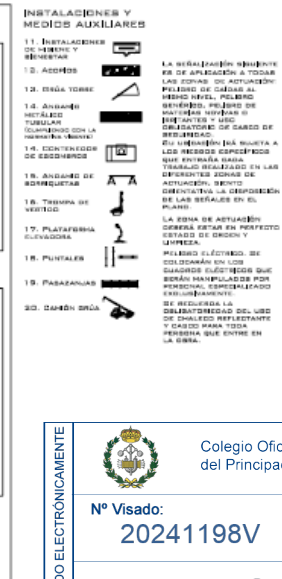 INSTALACIONES Y
MEDIOS AUXILIARES
11. INSTALACIONES
DE HIGIENE Y
BIENESTAR
12. ACOPIOS
13. GRÚA TORRE
14. ANDAMIO
METÁLICO
TUBULAR
(CUMPLIENDO CON LA
NORMATIVA VIGENTE)
14. CONTENEDOR
DE ESCOMBROS
15. ANDAMIO DE
BORRIQUETAS
16. TROMPA DE
VERTIDO
17. PLATAFORMA
ELEVADORA
18. PUNTALES
19. PASAZANJAS
20. CAMIÓN GRÚA
LA SEÑALIZACIÓN SIGUIENTE
ES DE APLICACIÓN A TODAS
LAS ZONAS DE ACTUACIÓN:
PELIGRO DE CAÍDAS AL
MISMO NIVEL, PELIGRO
GENÉRICO, PELIGRO DE
MATERIAS NOCIVAS O
IRRITANTES Y USO
OBLIGATORIO DE CASCO DE
SEGURIDAD.
SU UBICACIÓN IRÁ SUJETA A
LOS RIESGOS ESPECÍFICOS
QUE ENTRAÑA CADA
TRABAJO REALIZADO EN LAS
DIFERENTES ZONAS DE
ACTUACIÓN, SIENTO
ORIENTATIVA LA DISPOSICIÓN
DE LAS SEÑALES EN EL
PLANO.
LA ZONA DE ACTUACIÓN
DEBERÁ ESTAR EN PERFECTO
ESTADO DE ORDEN Y
LIMPIEZA.
PELIGRO ELÉCTRICO. SE
COLOCARÁN EN LOS
CUADROS ELÉCTRICOS QUE
SERÁN MANIPULADOS POR
PERSONAL ESPECIALIZADO
EXCLUSIVAMENTE.
SE RECUERDA LA
OBLIGATORIEDAD DEL USO
DE CHALECO REFLECTANTE
Y CASCO PARA TODA
PERSONA QUE ENTRE EN
LA OBRA.
DO ELECTRÓNICAMENTE
Colegio Ofic
del Principa
Nº Visado:
20241198V